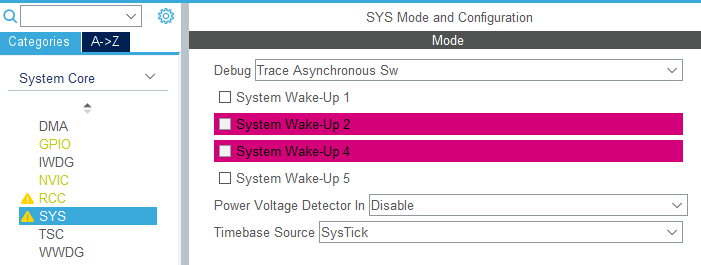 Categories
A->Z
System Core
DMA
GPIO
IWDG
NVIC
RCC
SYS
TSC
WWDG
SYS Mode and Configuration
Mode
Debug Trace Asynchronous Sw
System Wake-Up 1
System Wake-Up 2
System Wake-Up 4
System Wake-Up 5
Power Voltage Detector In Disable
Timebase Source SysTick